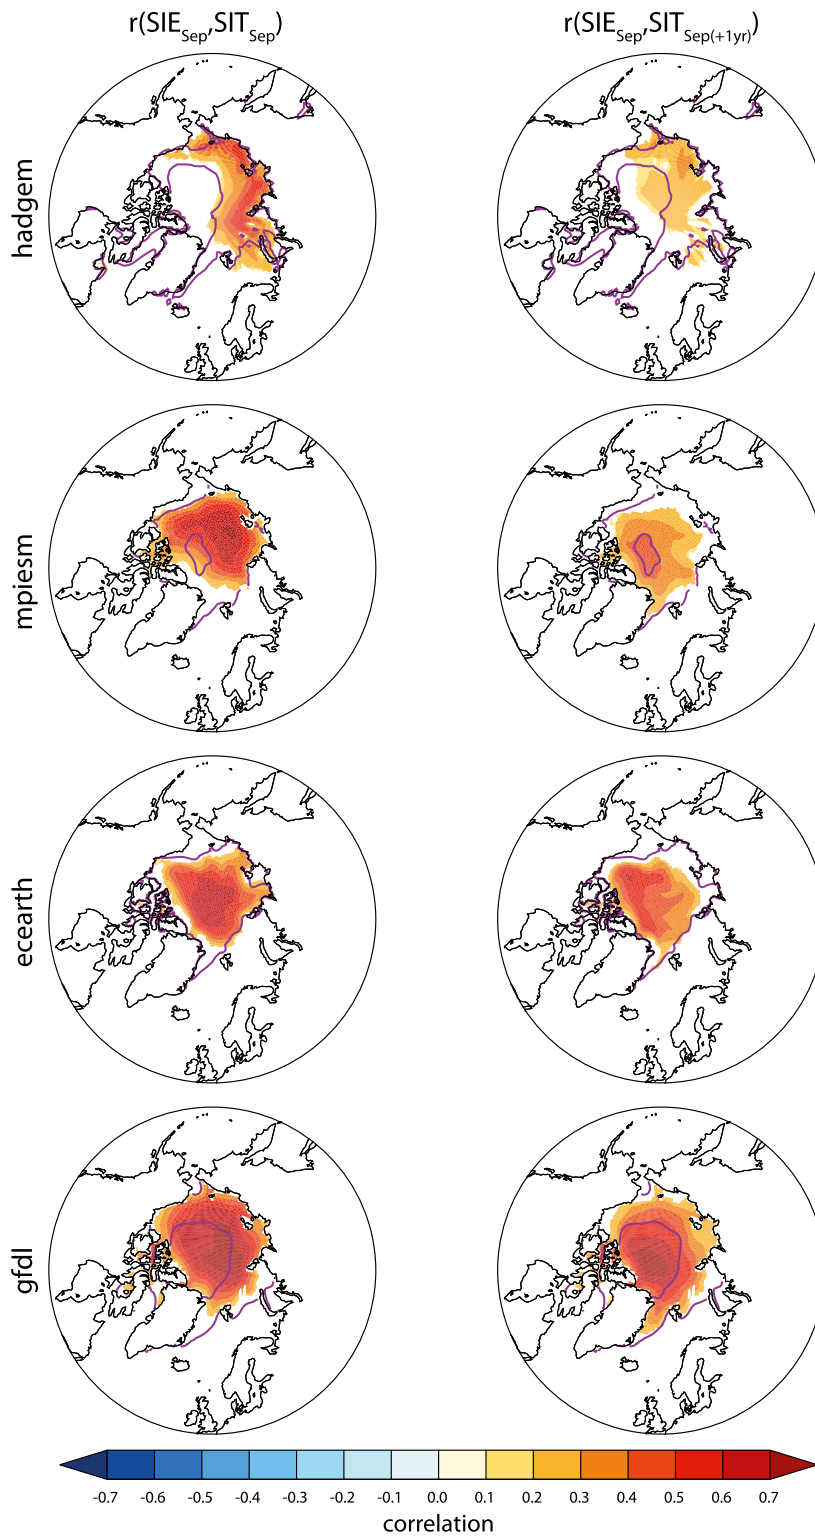 r(SIE_Sep,SIT_Sep) r(SIE_Sep,SIT_Sep(+1yr))
hadgem
mpiesm
ecearth
gfdl
-0.7 -0.6 -0.5 -0.4 -0.3 -0.2 -0.1 0.0 0.1 0.2 0.3 0.4 0.5 0.6 0.7
correlation